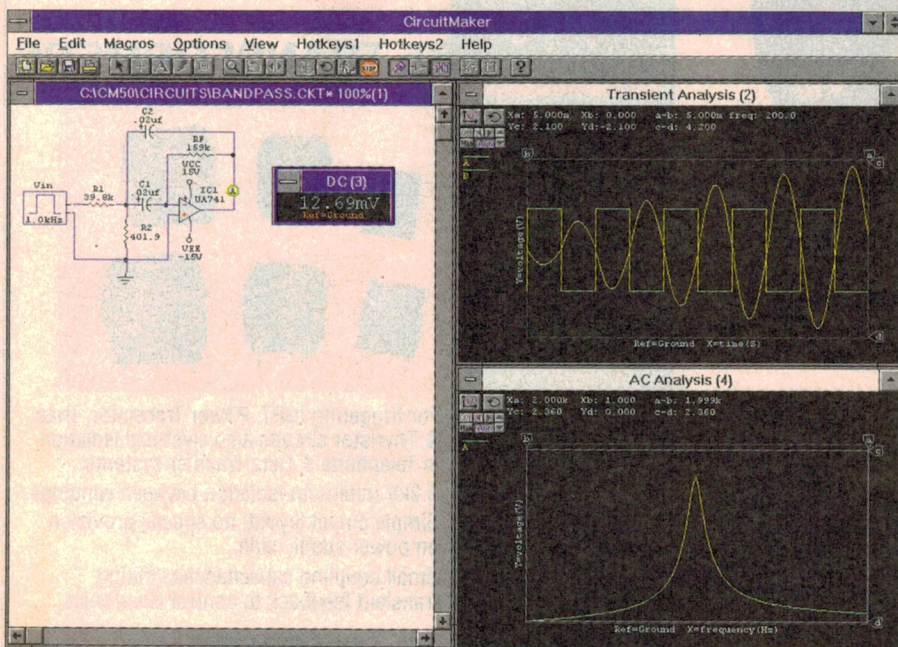 CircuitMaker
File Edit Macros Options View Hotkeys1 Hotkeys2 Help
STOP
?
C:\CM50\CIRCUITS\BANDPASS.CKT* 100%(1)
C2
.02uf
RF
159k
VCC
15V
Vin
R1
39.8k
C1
.02uf
IC1
UA741
A
1.0kHz
R2
401.9
VEE
-15V
DC (3)
12.69mV
Ref=Ground
Transient Analysis (2)
Xa: 5.000m Xb: 0.000 a-b: 5.000m freq: 200.0
Yc: 2.100 Yd:-2.100 c-d: 4.200
A
B
b
a
c
d
Y=voltage(V)
Ref=Ground X=time(S)
AC Analysis (4)
Xa: 2.000k Xb: 1.000 a-b: 1.999k
Yc: 2.360 Yd: 0.000 c-d: 2.360
A
b
a
c
d
Y=voltage(V)
Ref=Ground X=frequency(Hz)